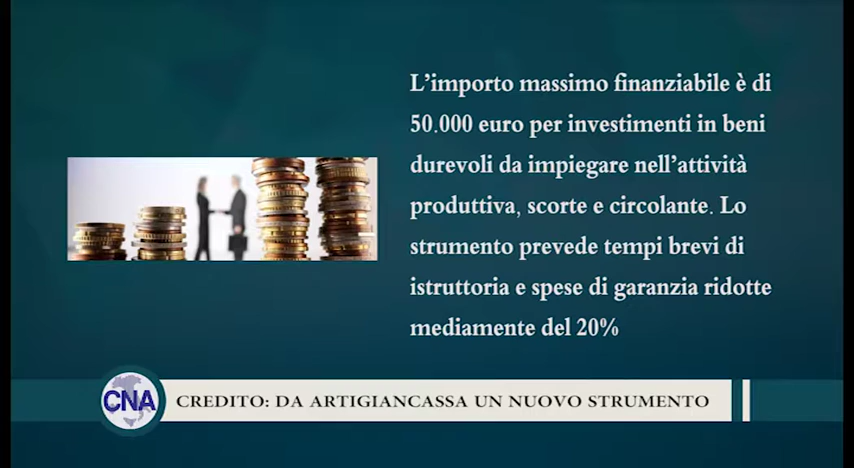 L'importo massimo finanziabile è di
50.000 euro per investimenti in beni
durevoli da impiegare nell'attività
produttiva, scorte e circolante. Lo
strumento prevede tempi brevi di
istruttoria e spese di garanzia ridotte
mediamente del 20%
CNA
CREDITO: DA ARTIGIANCASSA UN NUOVO STRUMENTO